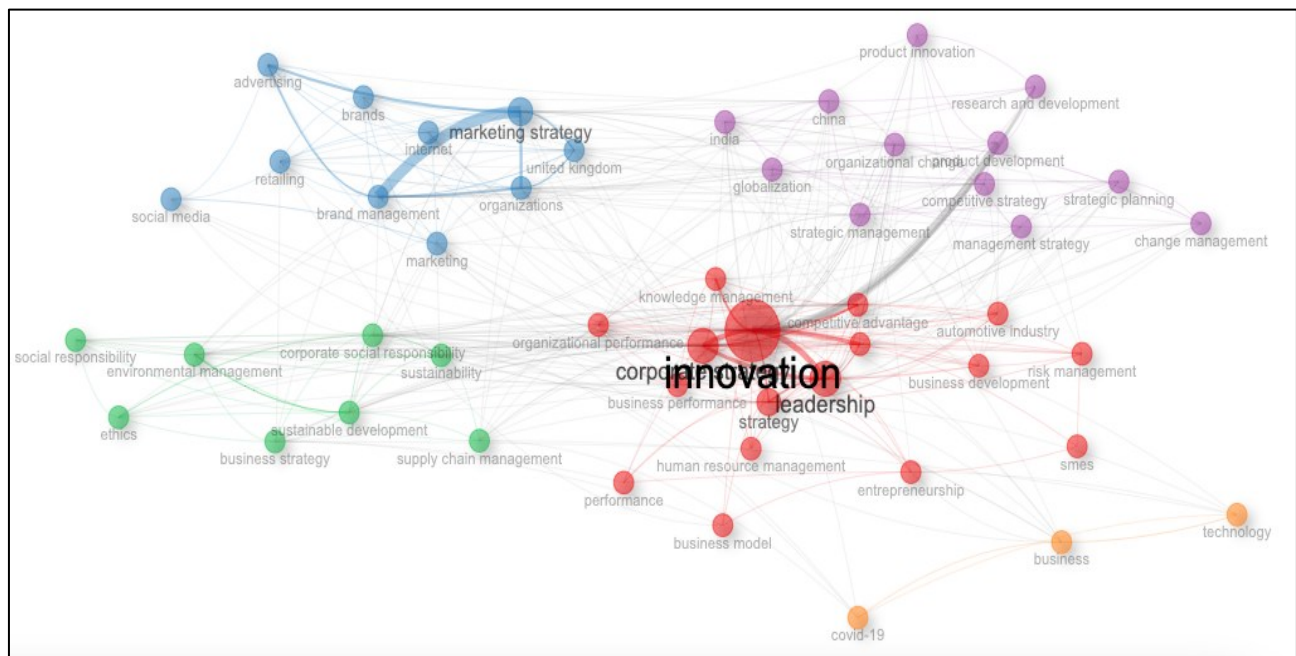 product innovation
advertising
research and development
brands
china
marketing strategy
india
internet
united kingdom
organizational change
product development
retailing
globalization
brand management
organizations
competitive strategy
strategic planning
social media
strategic management
management strategy
change management
marketing
knowledge management
competitive advantage
automotive industry
organizational performance
social responsibility
corporate social responsibility
environmental management
sustainability
corporate strategy
innovation
business development
risk management
business performance
leadership
strategy
ethics
sustainable development
business strategy
supply chain management
human resource management
smes
entrepreneurship
performance
technology
business model
business
covid-19